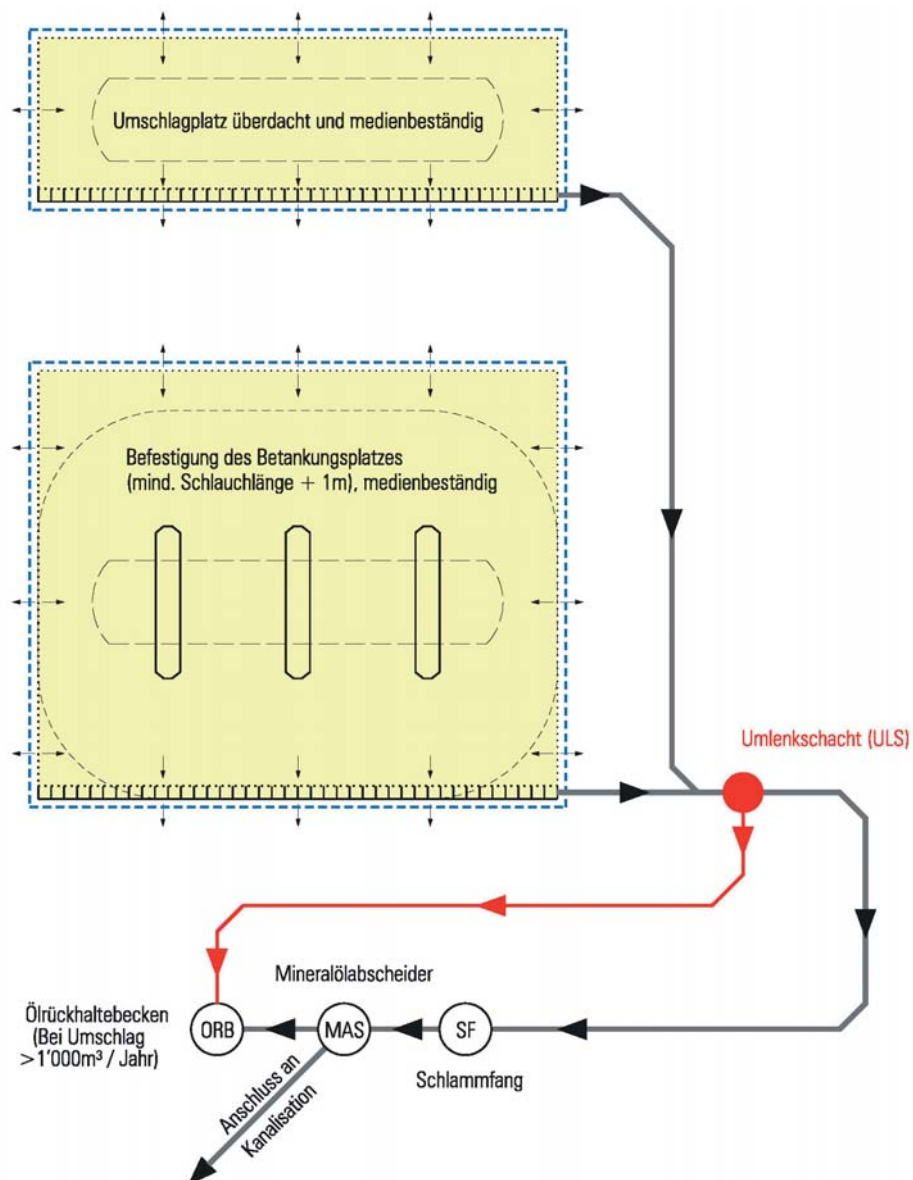 Umschlagplatz überdacht und medienbeständig
Befestigung des Betankungsplatzes
(mind. Schlauchlänge + 1m), medienbeständig
Umlenkschacht (ULS)
Mineralölabscheider
Ölrückhaltebecken
(Bei Umschlag
>1'000m³ / Jahr)
ORB
MAS
SF
Schlammfang
Anschluss an
Kanalisation